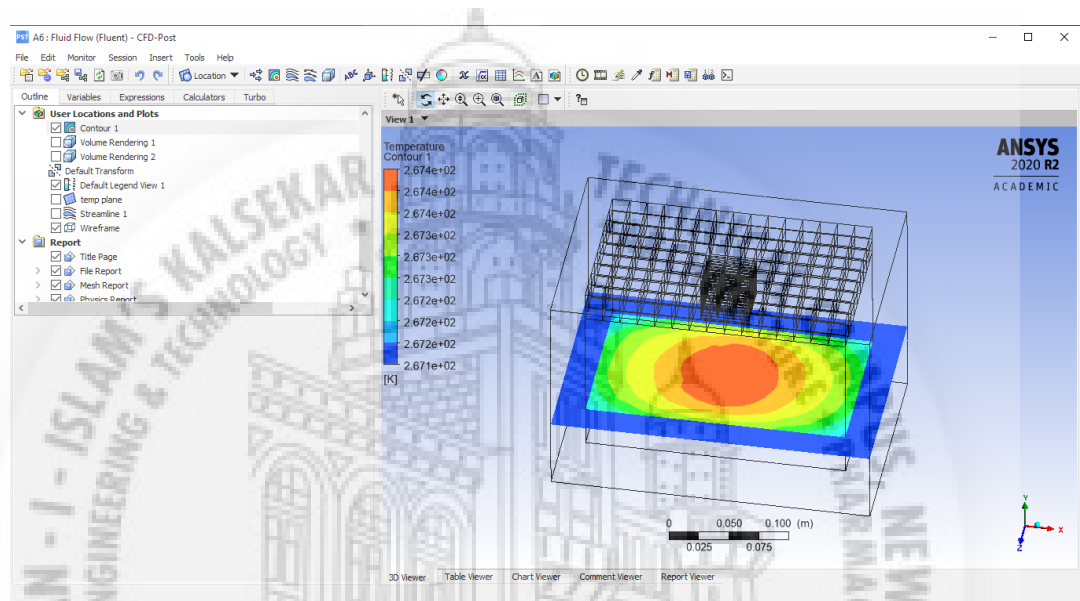 A6 : Fluid Flow (Fluent) - CFD-Post
File Edit Monitor Session Insert Tools Help
Location
Outline Variables Expressions Calculators Turbo
User Locations and Plots
Contour 1
Volume Rendering 1
Volume Rendering 2
Default Transform
Default Legend View 1
temp plane
Streamline 1
Wireframe
Report
Title Page
File Report
Mesh Report
Physics Report
View 1
Temperature
Contour 1
2.674e+02
2.674e+02
2.674e+02
2.673e+02
2.673e+02
2.673e+02
2.672e+02
2.672e+02
2.672e+02
2.671e+02
[K]
ANSYS
2020 R2
ACADEMIC
0 0.050 0.100 (m)
0.025 0.075
Y
X
Z
3D Viewer Table Viewer Chart Viewer Comment Viewer Report Viewer
I - ISLAM'S KALSEKAR
ENGINEERING & TECHNOLOGY